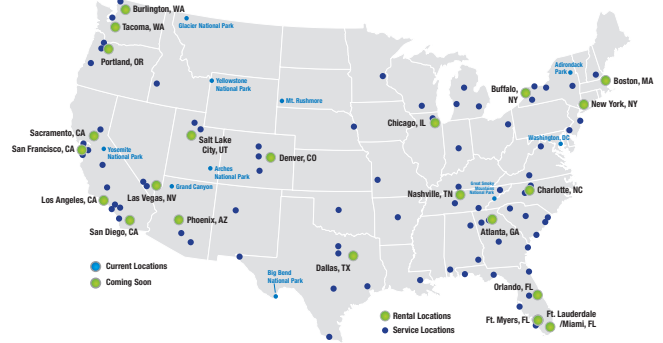 Burlington, WA
Tacoma, WA
Glacier National Park
Portland, OR
Yellowstone
National Park
Mt. Rushmore
Adirondack
Park
Boston, MA
Buffalo,
NY
New York, NY
Chicago, IL
Sacramento, CA
San Francisco, CA
Yosemite
National Park
Salt Lake
City, UT
Denver, CO
Washington, DC
Arches
National Park
Grand Canyon
Las Vegas, NV
Los Angeles, CA
Nashville, TN
Great Smoky
Mountains
National Park
Charlotte, NC
San Diego, CA
Phoenix, AZ
Atlanta, GA
Dallas, TX
Big Bend
National Park
Current Locations
Coming Soon
Orlando, FL
Rental Locations
Service Locations
Ft. Myers, FL
Ft. Lauderdale
/Miami, FL